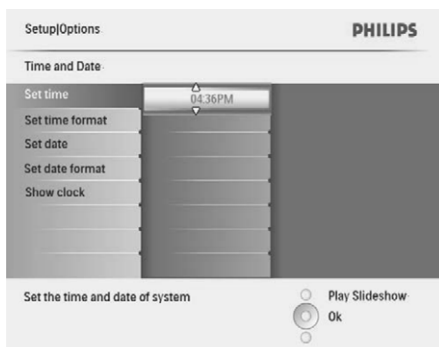 Setup|Options PHILIPS
Time and Date
Set time 04:36PM
Set time format
Set date
Set date format
Show clock
Set the time and date of system
Play Slideshow
Ok